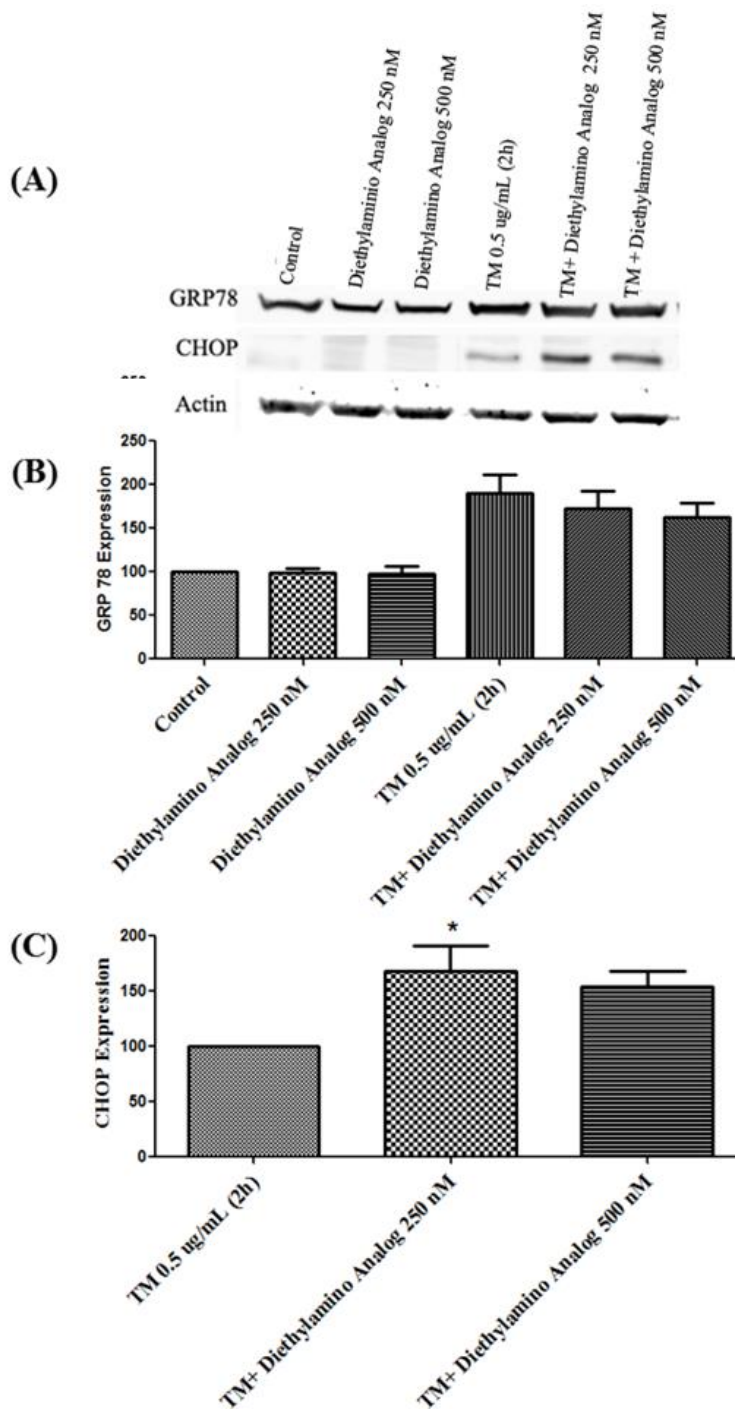 (A)
Control
Diethylaminio Analog 250 nM
Diethylamino Analog 500 nM
TM 0.5 ug/mL (2h)
TM+ Diethylamino Analog 250 nM
TM + Diethylamino Analog 500 nM
GRP78
CHOP
Actin
(B)
GRP 78 Expression
250
200
150
100
50
0
Control
Diethylamino Analog 250 nM
Diethylamino Analog 500 nM
TM 0.5 ug/mL (2h)
TM+ Diethylamino Analog 250 nM
TM+ Diethylamino Analog 500 nM
(C)
CHOP Expression
200
150
100
50
0
*
TM 0.5 ug/mL (2h)
TM+ Diethylamino Analog 250 nM
TM+ Diethylamino Analog 500 nM